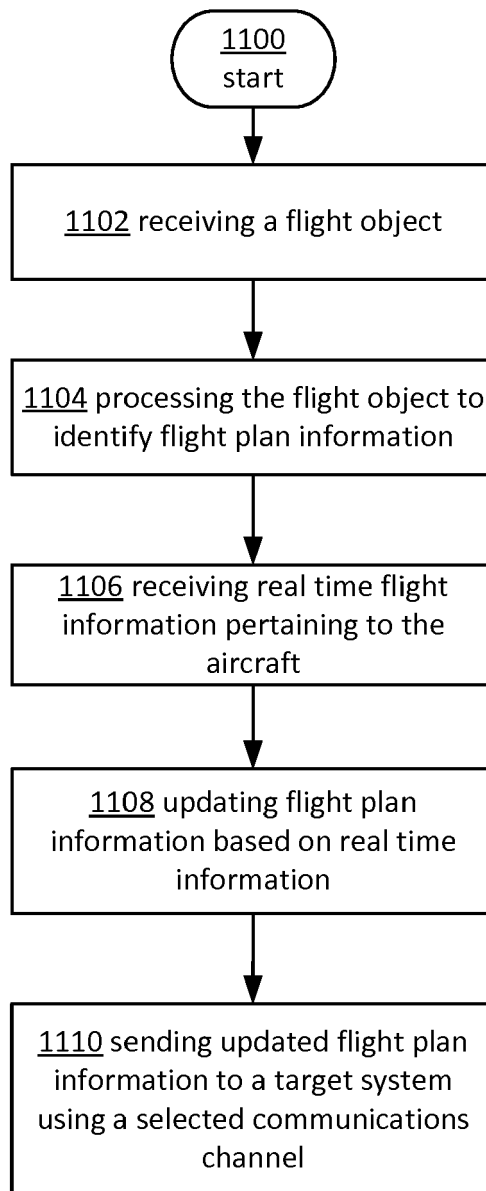 1100
start
1102 receiving a flight object
1104 processing the flight object to
identify flight plan information
1106 receiving real time flight
information pertaining to the
aircraft
1108 updating flight plan
information based on real time
information
1110 sending updated flight plan
information to a target system
using a selected communications
channel